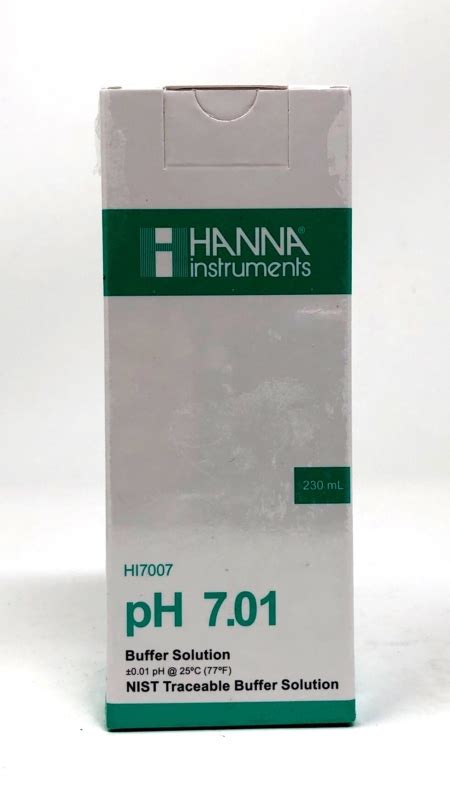 HANNA®
instruments
230 mL
HI7007
pH 7.01
Buffer Solution
±0.01 pH @ 25ºC (77ºF)
NIST Traceable Buffer Solution